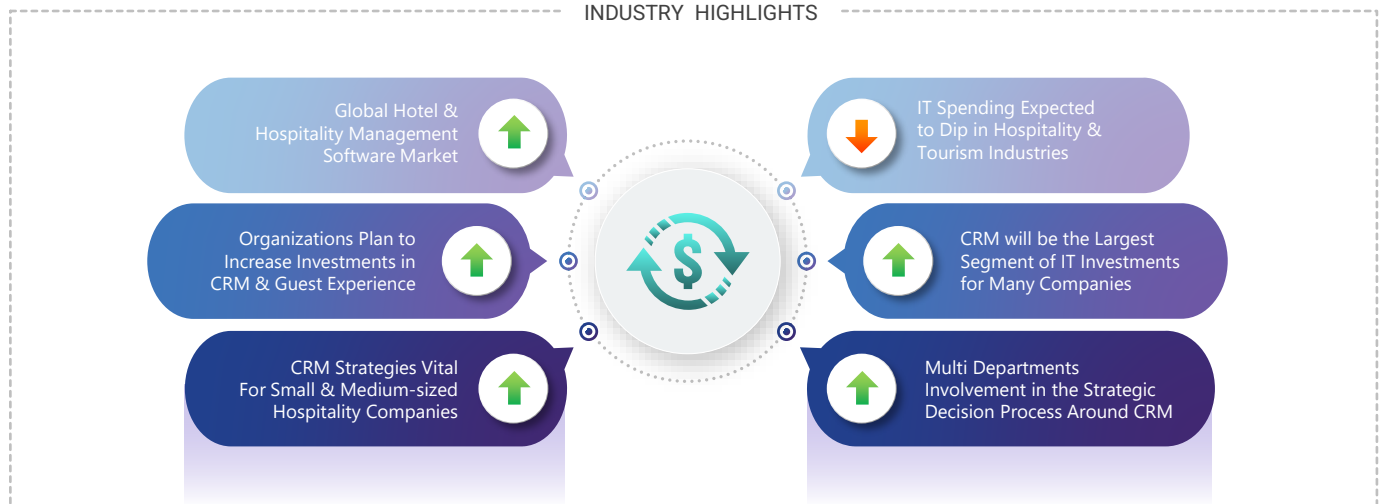 INDUSTRY HIGHLIGHTS
Global Hotel &
Hospitality Management
Software Market
Organizations Plan to
Increase Investments in
CRM & Guest Experience
CRM Strategies Vital
For Small & Medium-sized
Hospitality Companies
$
IT Spending Expected
to Dip in Hospitality &
Tourism Industries
CRM will be the Largest
Segment of IT Investments
for Many Companies
Multi Departments
Involvement in the Strategic
Decision Process Around CRM